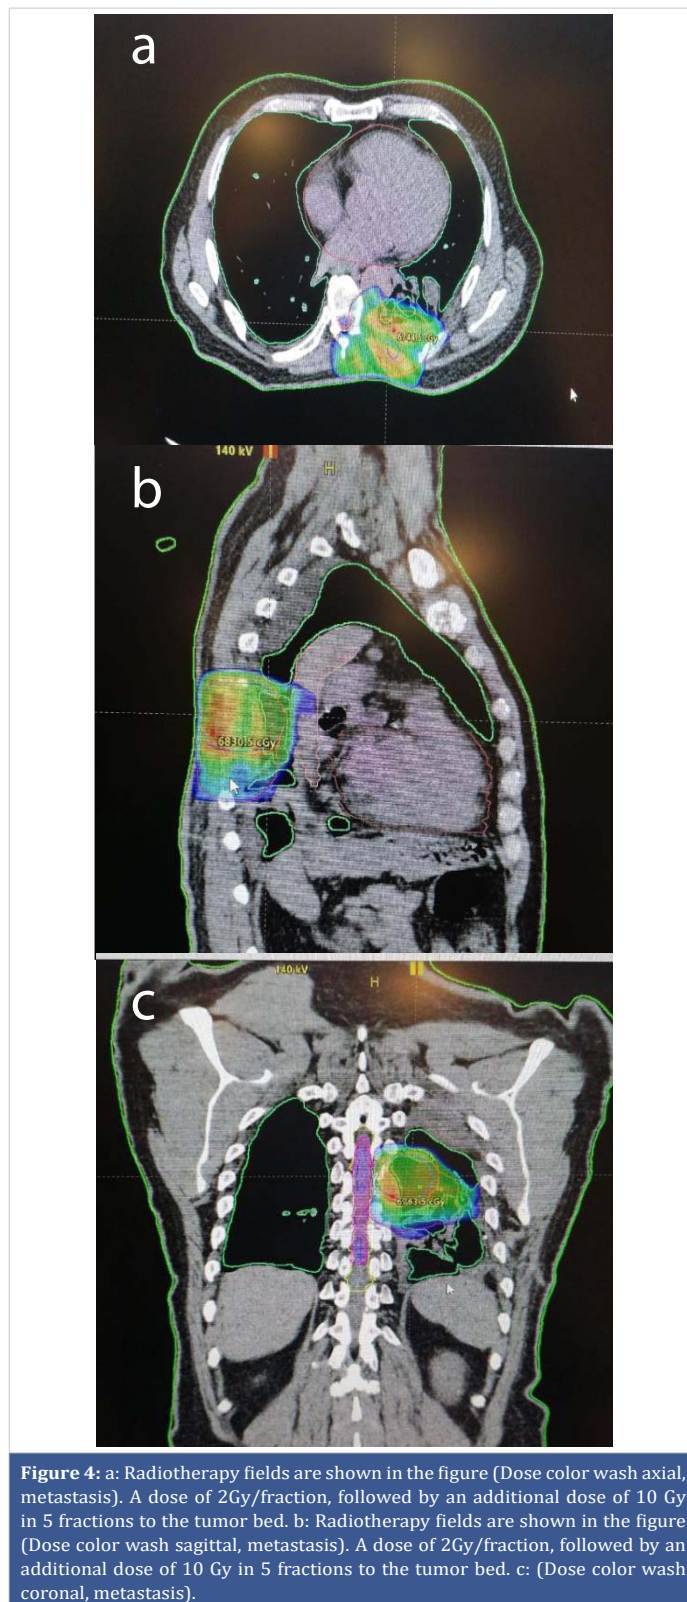 a
6744.5 cGy
140 kV
H
b
6830.5 cGy
140 kV
H
c
Figure 4: a: Radiotherapy fields are shown in the figure (Dose color wash axial,
metastasis). A dose of 2Gy/fraction, followed by an additional dose of 10 Gy
in 5 fractions to the tumor bed. b: Radiotherapy fields are shown in the figure
(Dose color wash sagittal, metastasis). A dose of 2Gy/fraction, followed by an
additional dose of 10 Gy in 5 fractions to the tumor bed. c: (Dose color wash
coronal, metastasis).